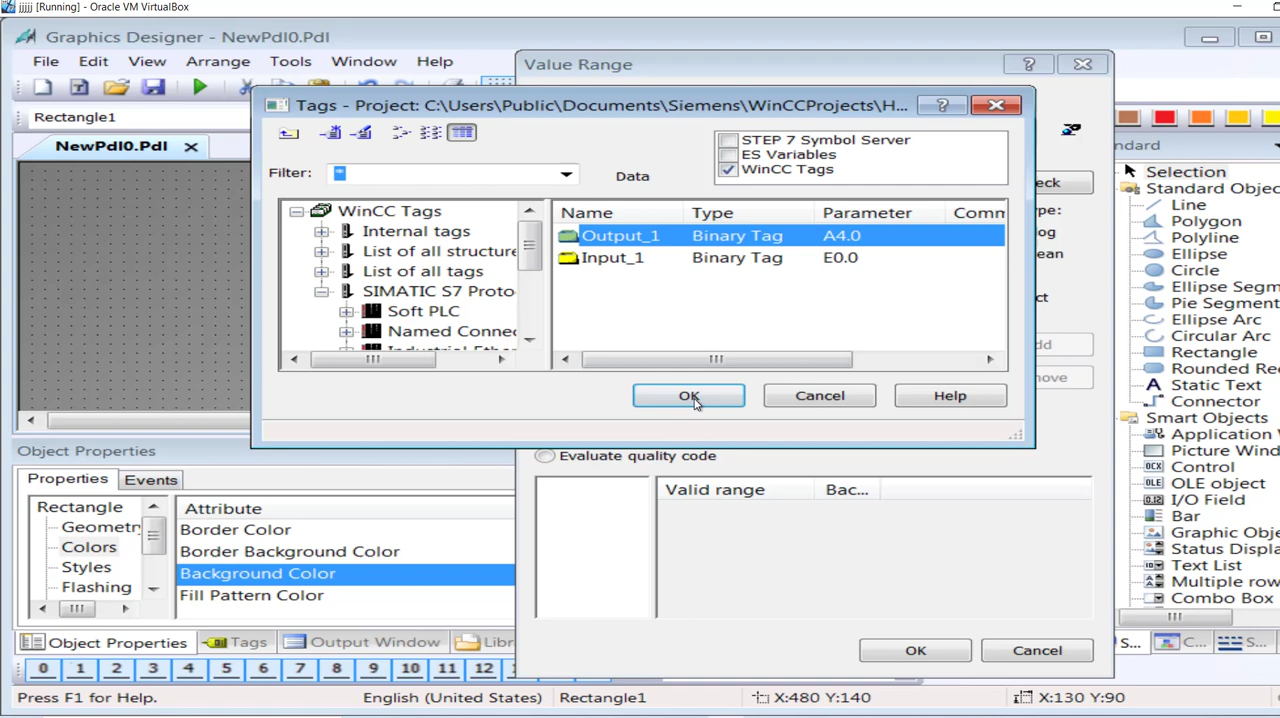 jjjjj [Running] - Oracle VM VirtualBox
Graphics Designer - NewPdl0.Pdl
File Edit View Arrange Tools Window Help
Value Range
Tags - Project: C:\Users\Public\Documents\Siemens\WinCCProjects\H...
Rectangle1
NewPdl0.Pdl
STEP 7 Symbol Server
ES Variables
WinCC Tags
Filter: *
Data
WinCC Tags
Internal tags
List of all structure
List of all tags
SIMATIC S7 Proto
Soft PLC
Named Connec
Name Type Parameter Comm
Output_1 Binary Tag A4.0
Input_1 Binary Tag E0.0
OK Cancel Help
Evaluate quality code
Valid range Bac...
OK Cancel
Object Properties
Properties Events
Rectangle
Geometry
Colors
Styles
Flashing
Attribute
Border Color
Border Background Color
Background Color
Fill Pattern Color
Object Properties Tags Output Window Libr
0 1 2 3 4 5 6 7 8 9 10 11 12
Press F1 for Help. English (United States) Rectangle1 X:480 Y:140 X:130 Y:90
ndard
Selection
Standard Objec
Line
Polygon
Polyline
Ellipse
Circle
Ellipse Segm
Pie Segment
Ellipse Arc
Circular Arc
Rectangle
Rounded Rec
Static Text
Connector
Smart Objects
Application W
Picture Wind
Control
OLE object
I/O Field
Bar
Graphic Obje
Status Displa
Text List
Multiple row
Combo Box
S... C... S...